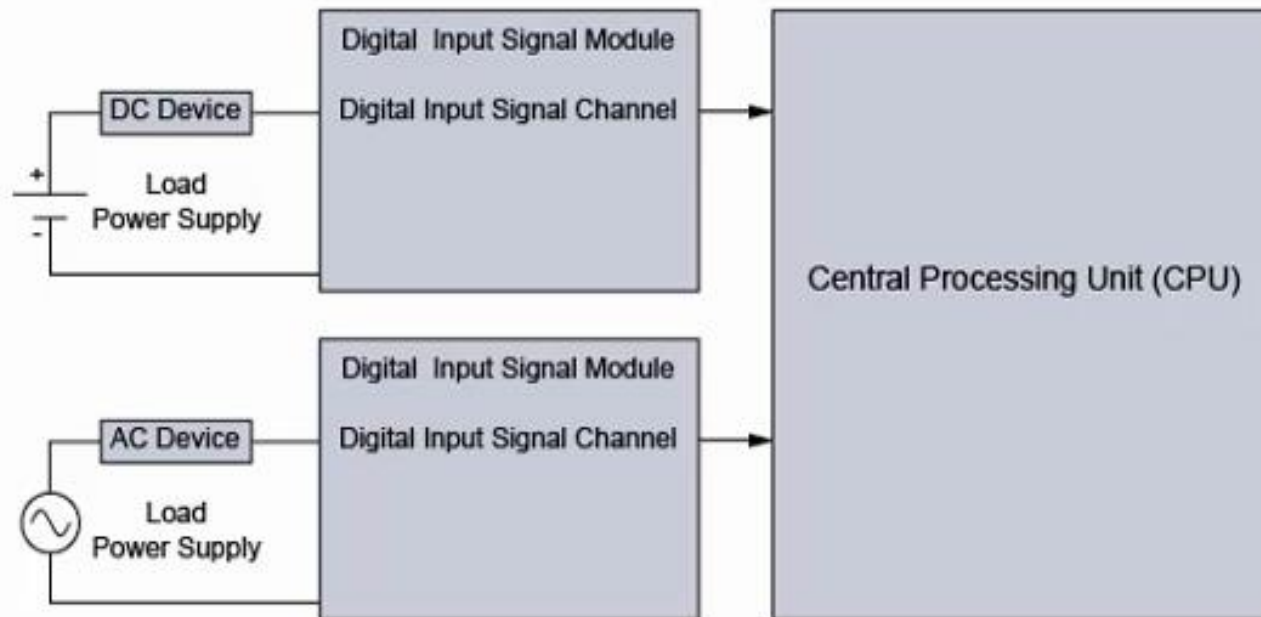 Digital Input Signal Module
DC Device
Digital Input Signal Channel
+
Load
Power Supply
-
Central Processing Unit (CPU)
Digital Input Signal Module
AC Device
Digital Input Signal Channel
Load
Power Supply